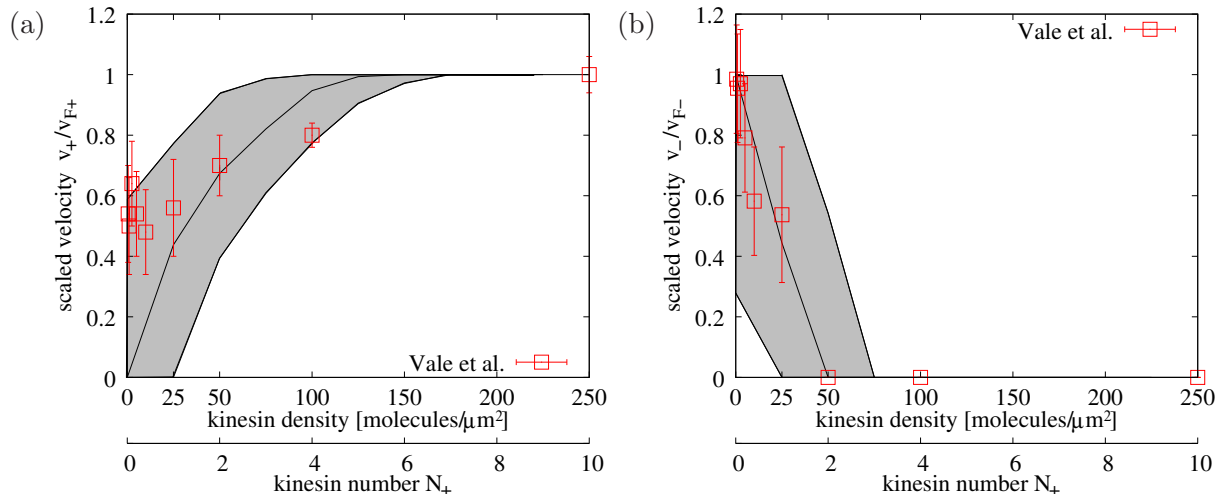 (a)
scaled velocity v₊/v_F+
1.2
1
0.8
0.6
0.4
0.2
0
Vale et al.
0 25 50 100 150 200 250
kinesin density [molecules/μm²]
0 2 4 6 8 10
kinesin number N₊
(b)
scaled velocity v₋/v_F−
1.2
1
0.8
0.6
0.4
0.2
0
Vale et al.
0 25 50 100 150 200 250
kinesin density [molecules/μm²]
0 2 4 6 8 10
kinesin number N₊